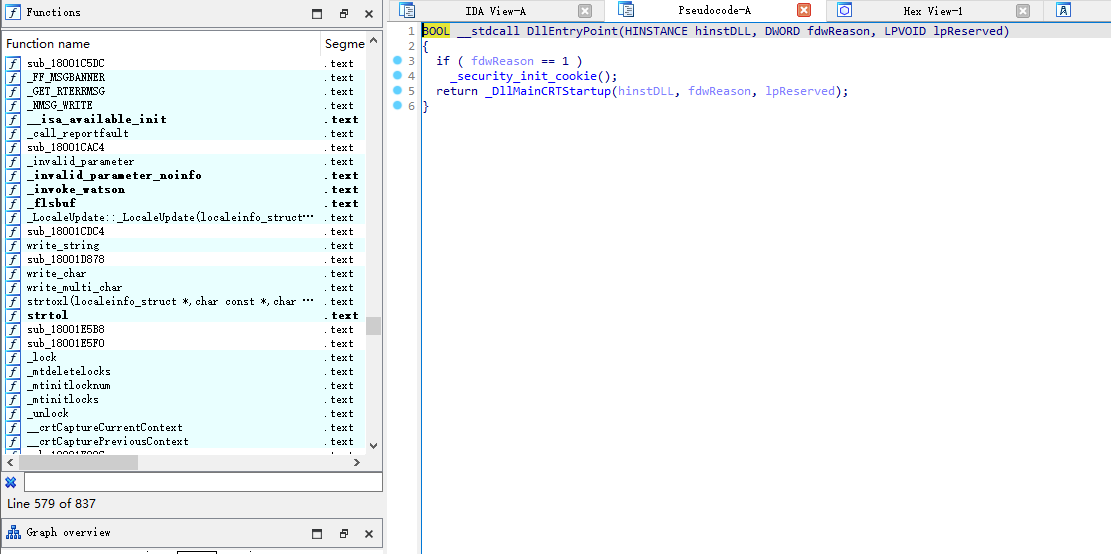 Functions
Function name Segme
sub_18001C5DC .text
_FF_MSGBANNER .text
_GET_RTERRMSG .text
_NMSG_WRITE .text
__isa_available_init .text
_call_reportfault .text
sub_18001CAC4 .text
_invalid_parameter .text
_invalid_parameter_noinfo .text
_invoke_watson .text
_flsbuf .text
_LocaleUpdate::_LocaleUpdate(localeinfo_struct… .text
sub_18001CDC4 .text
write_string .text
sub_18001D878 .text
write_char .text
write_multi_char .text
strtoxl(localeinfo_struct *,char const *,char … .text
strtol .text
sub_18001E5B8 .text
sub_18001E5F0 .text
_lock .text
_mtdeletelocks .text
_mtinitlocknum .text
_mtinitlocks .text
_unlock .text
__crtCaptureCurrentContext .text
__crtCapturePreviousContext .text
Line 579 of 837
Graph overview
IDA View-A Pseudocode-A Hex View-1
1 BOOL __stdcall DllEntryPoint(HINSTANCE hinstDLL, DWORD fdwReason, LPVOID lpReserved)
2 {
3 if ( fdwReason == 1 )
4 _security_init_cookie();
5 return _DllMainCRTStartup(hinstDLL, fdwReason, lpReserved);
6 }